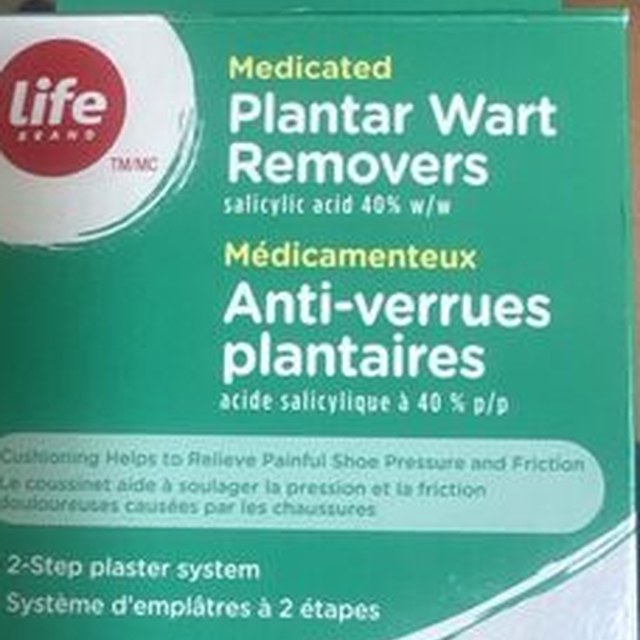 Life
BRAND
TM/MC
Medicated
Plantar Wart
Removers
salicylic acid 40% w/w
Médicamenteux
Anti-verrues
plantaires
acide salicylique à 40 % p/p
Cushioning Helps to Relieve Painful Shoe Pressure and Friction
Le coussinet aide à soulager la pression et la friction
douloureuses causées par les chaussures
2-Step plaster system
Système d'emplâtres à 2 étapes